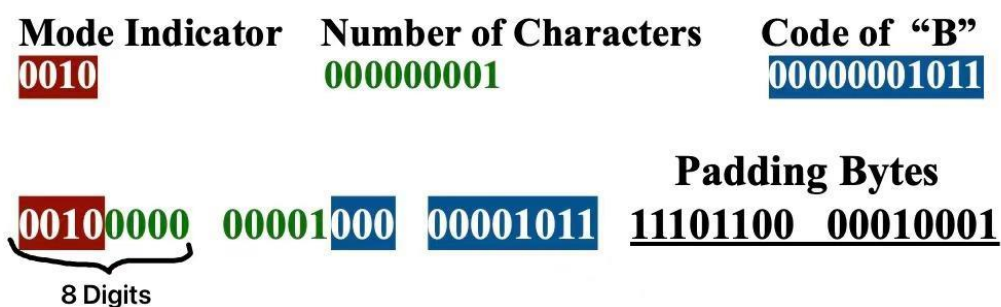 Mode Indicator Number of Characters Code of “B”
0010 000000001 00000001011
Padding Bytes
00100000 00001000 00001011 11101100 00010001
8 Digits